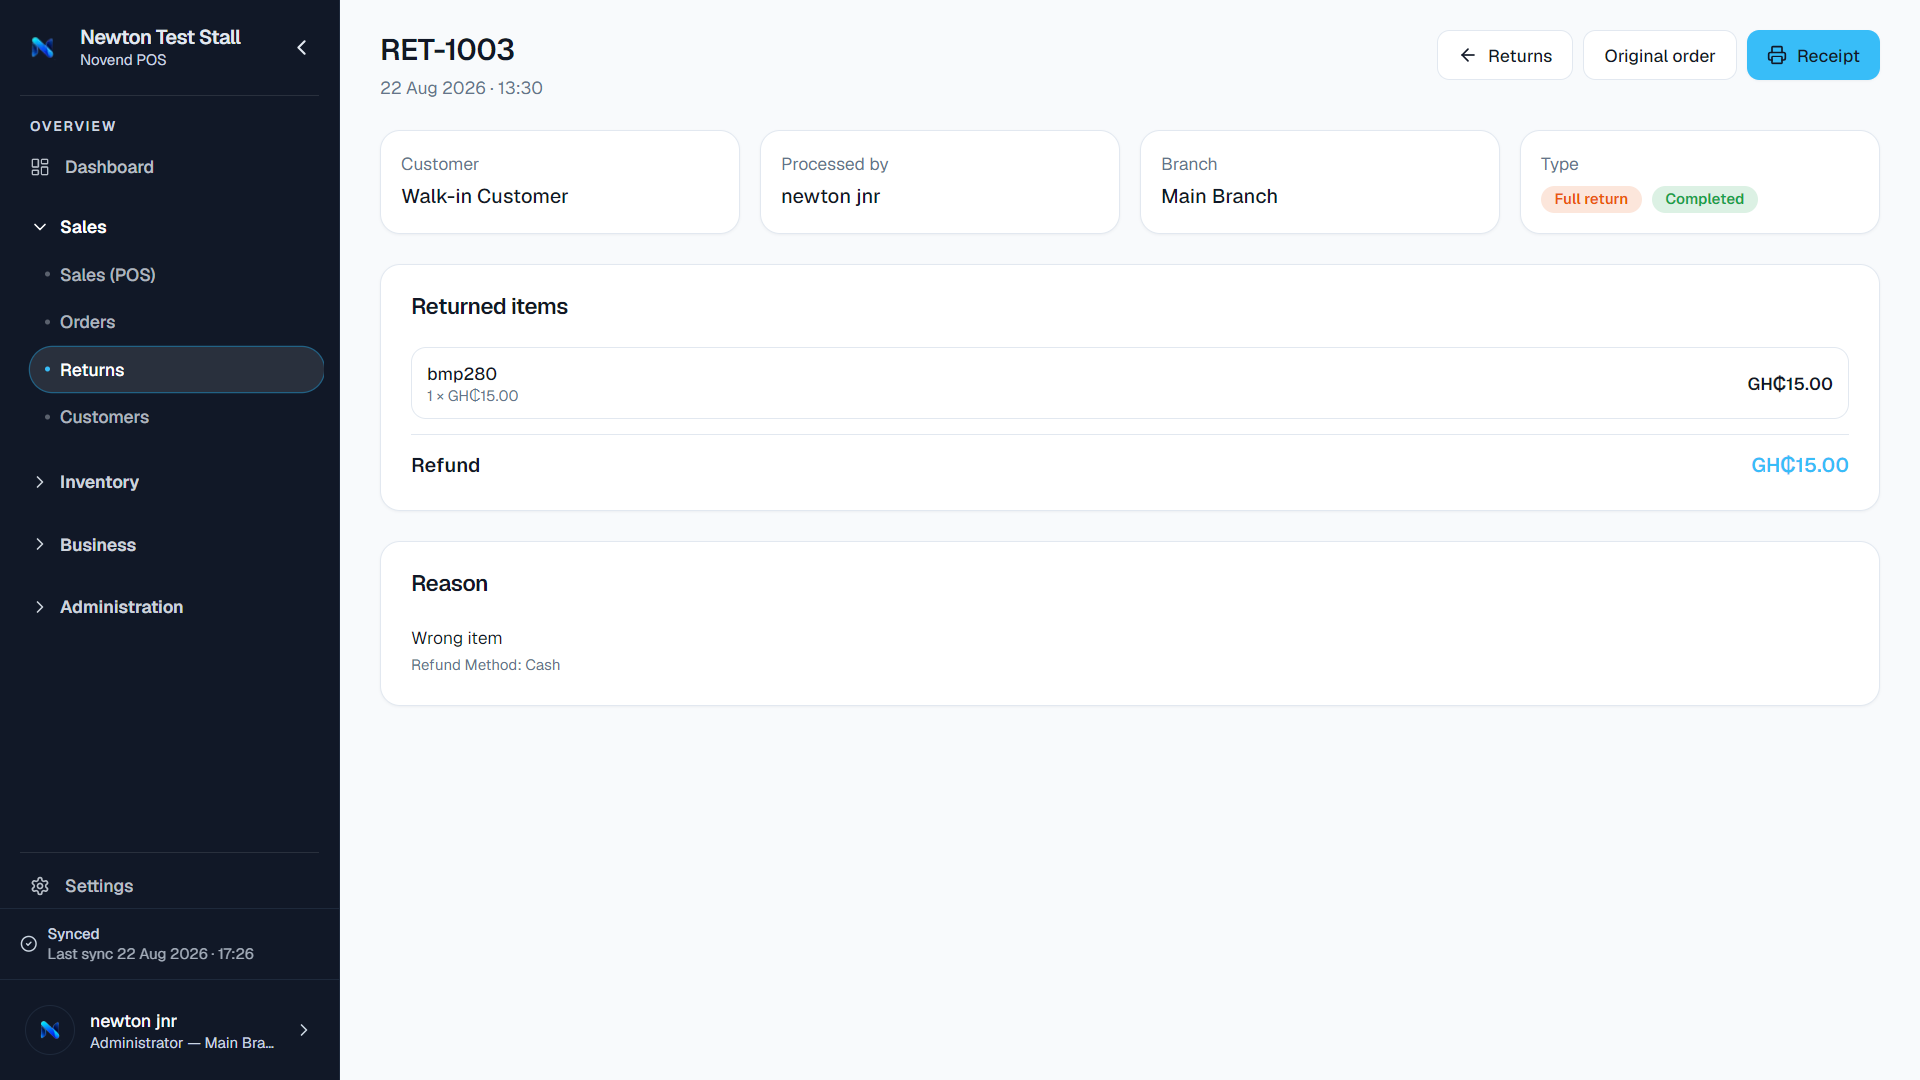 Newton Test Stall
Novend POS
OVERVIEW
Dashboard
Sales
Sales (POS)
Orders
Returns
Customers
Inventory
Business
Administration
Settings
Synced
Last sync 22 Aug 2026 · 17:26
newton jnr
Administrator — Main Bra...
RET-1003
22 Aug 2026 · 13:30
Returns
Original order
Receipt
Customer
Walk-in Customer
Processed by
newton jnr
Branch
Main Branch
Type
Full return Completed
Returned items
bmp280
1 × GH₵15.00
GH₵15.00
Refund
GH₵15.00
Reason
Wrong item
Refund Method: Cash